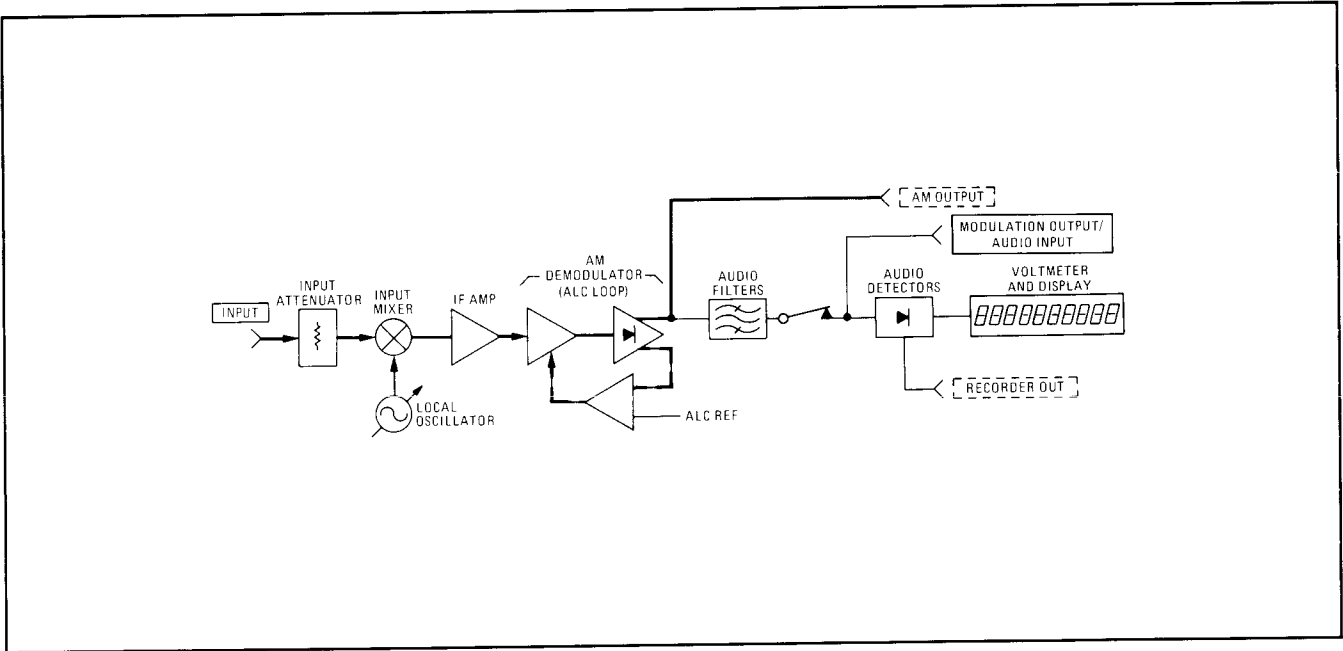 AM OUTPUT
MODULATION OUTPUT/
AUDIO INPUT
AM
DEMODULATOR
(ALC LOOP)
AUDIO
FILTERS
AUDIO
DETECTORS
VOLTMETER
AND DISPLAY
INPUT
INPUT
ATTENUATOR
INPUT
MIXER
IF AMP
LOCAL
OSCILLATOR
ALC REF
RECORDER OUT